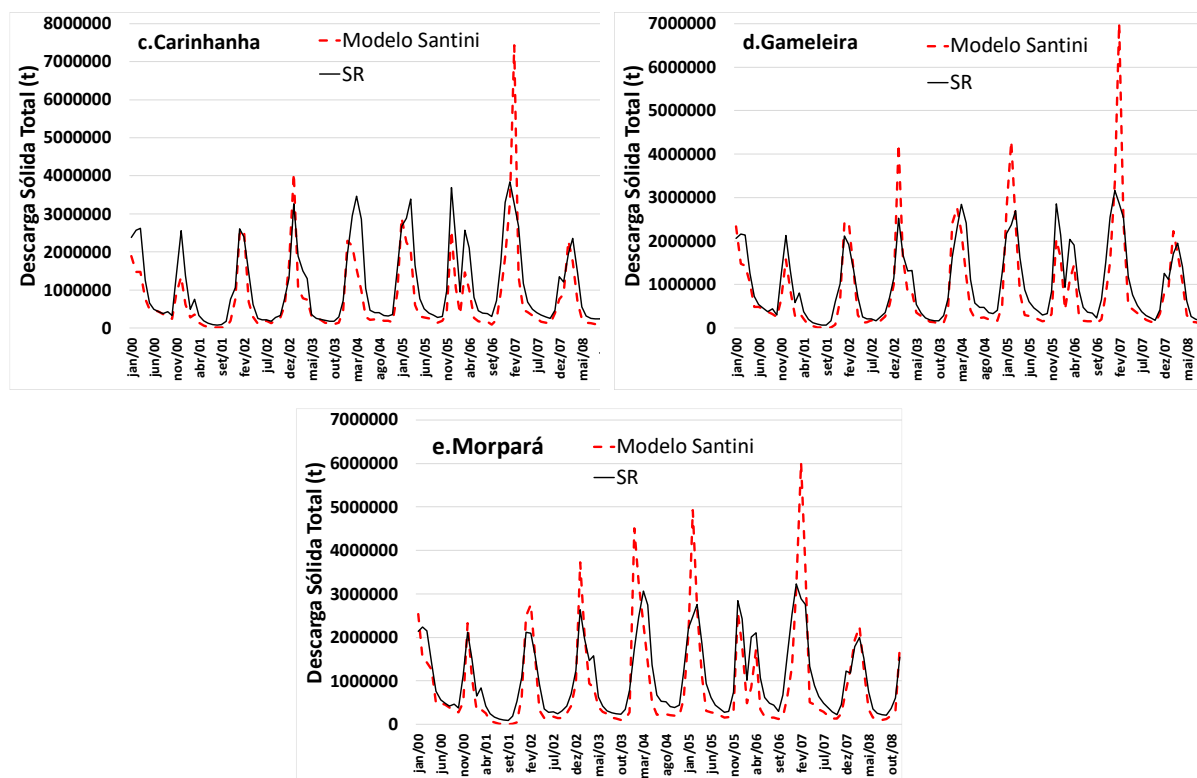 c.Carinhanha
Modelo Santini
SR
Descarga Sólida Total (t)
8000000
7000000
6000000
5000000
4000000
3000000
2000000
1000000
0
jan/00
jun/00
nov/00
abr/01
set/01
fev/02
jul/02
dez/02
mai/03
out/03
mar/04
ago/04
jan/05
jun/05
nov/05
abr/06
set/06
fev/07
jul/07
dez/07
mai/08
d.Gameleira
Modelo Santini
SR
Descarga Sólida Total (t)
7000000
6000000
5000000
4000000
3000000
2000000
1000000
0
jan/00
jun/00
nov/00
abr/01
set/01
fev/02
jul/02
dez/02
mai/03
out/03
mar/04
ago/04
jan/05
jun/05
nov/05
abr/06
set/06
fev/07
jul/07
dez/07
mai/08
e.Morpará
Modelo Santini
SR
Descarga Sólida Total (t)
7000000
6000000
5000000
4000000
3000000
2000000
1000000
0
jan/00
jun/00
nov/00
abr/01
set/01
fev/02
jul/02
dez/02
mai/03
out/03
mar/04
ago/04
jan/05
jun/05
nov/05
abr/06
set/06
fev/07
jul/07
dez/07
mai/08
out/08